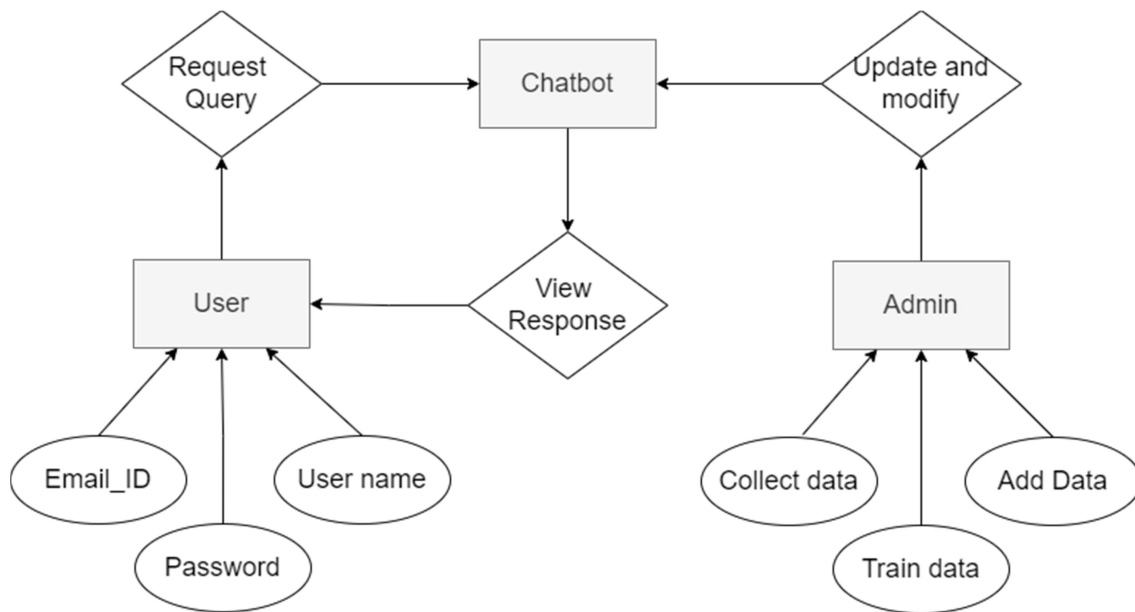 Request
Query
Chatbot
Update and
modify
User
View
Response
Admin
Email_ID
User name
Password
Collect data
Add Data
Train data